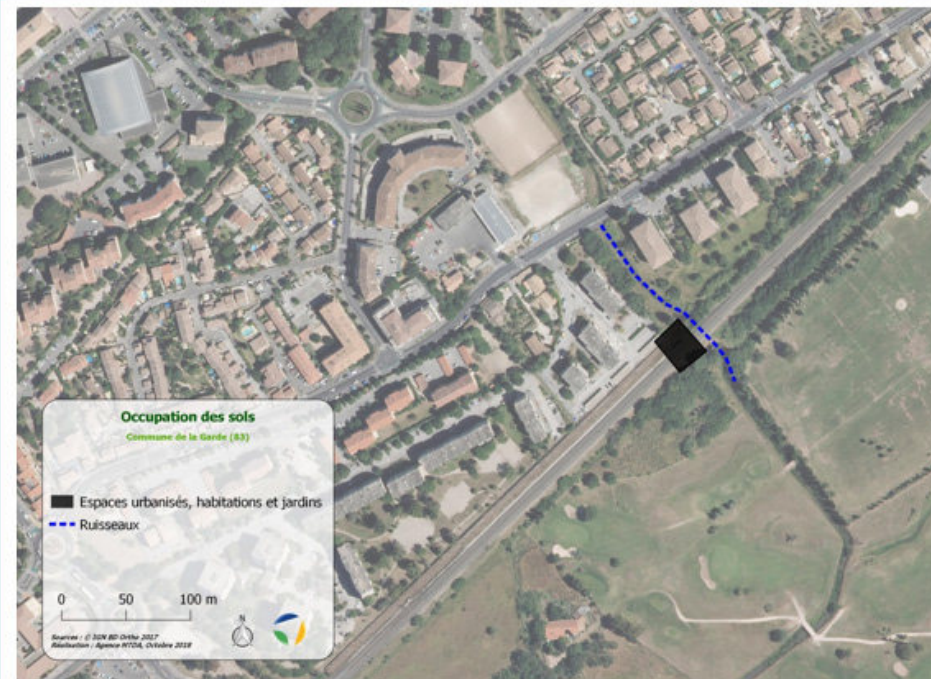 Occupation des sols
Commune de la Garde (83)
Espaces urbanisés, habitations et jardins
Ruisseaux
0 50 100 m
N
Sources : © IGN BD Ortho 2017
Réalisation : Agence MTDA, Octobre 2018